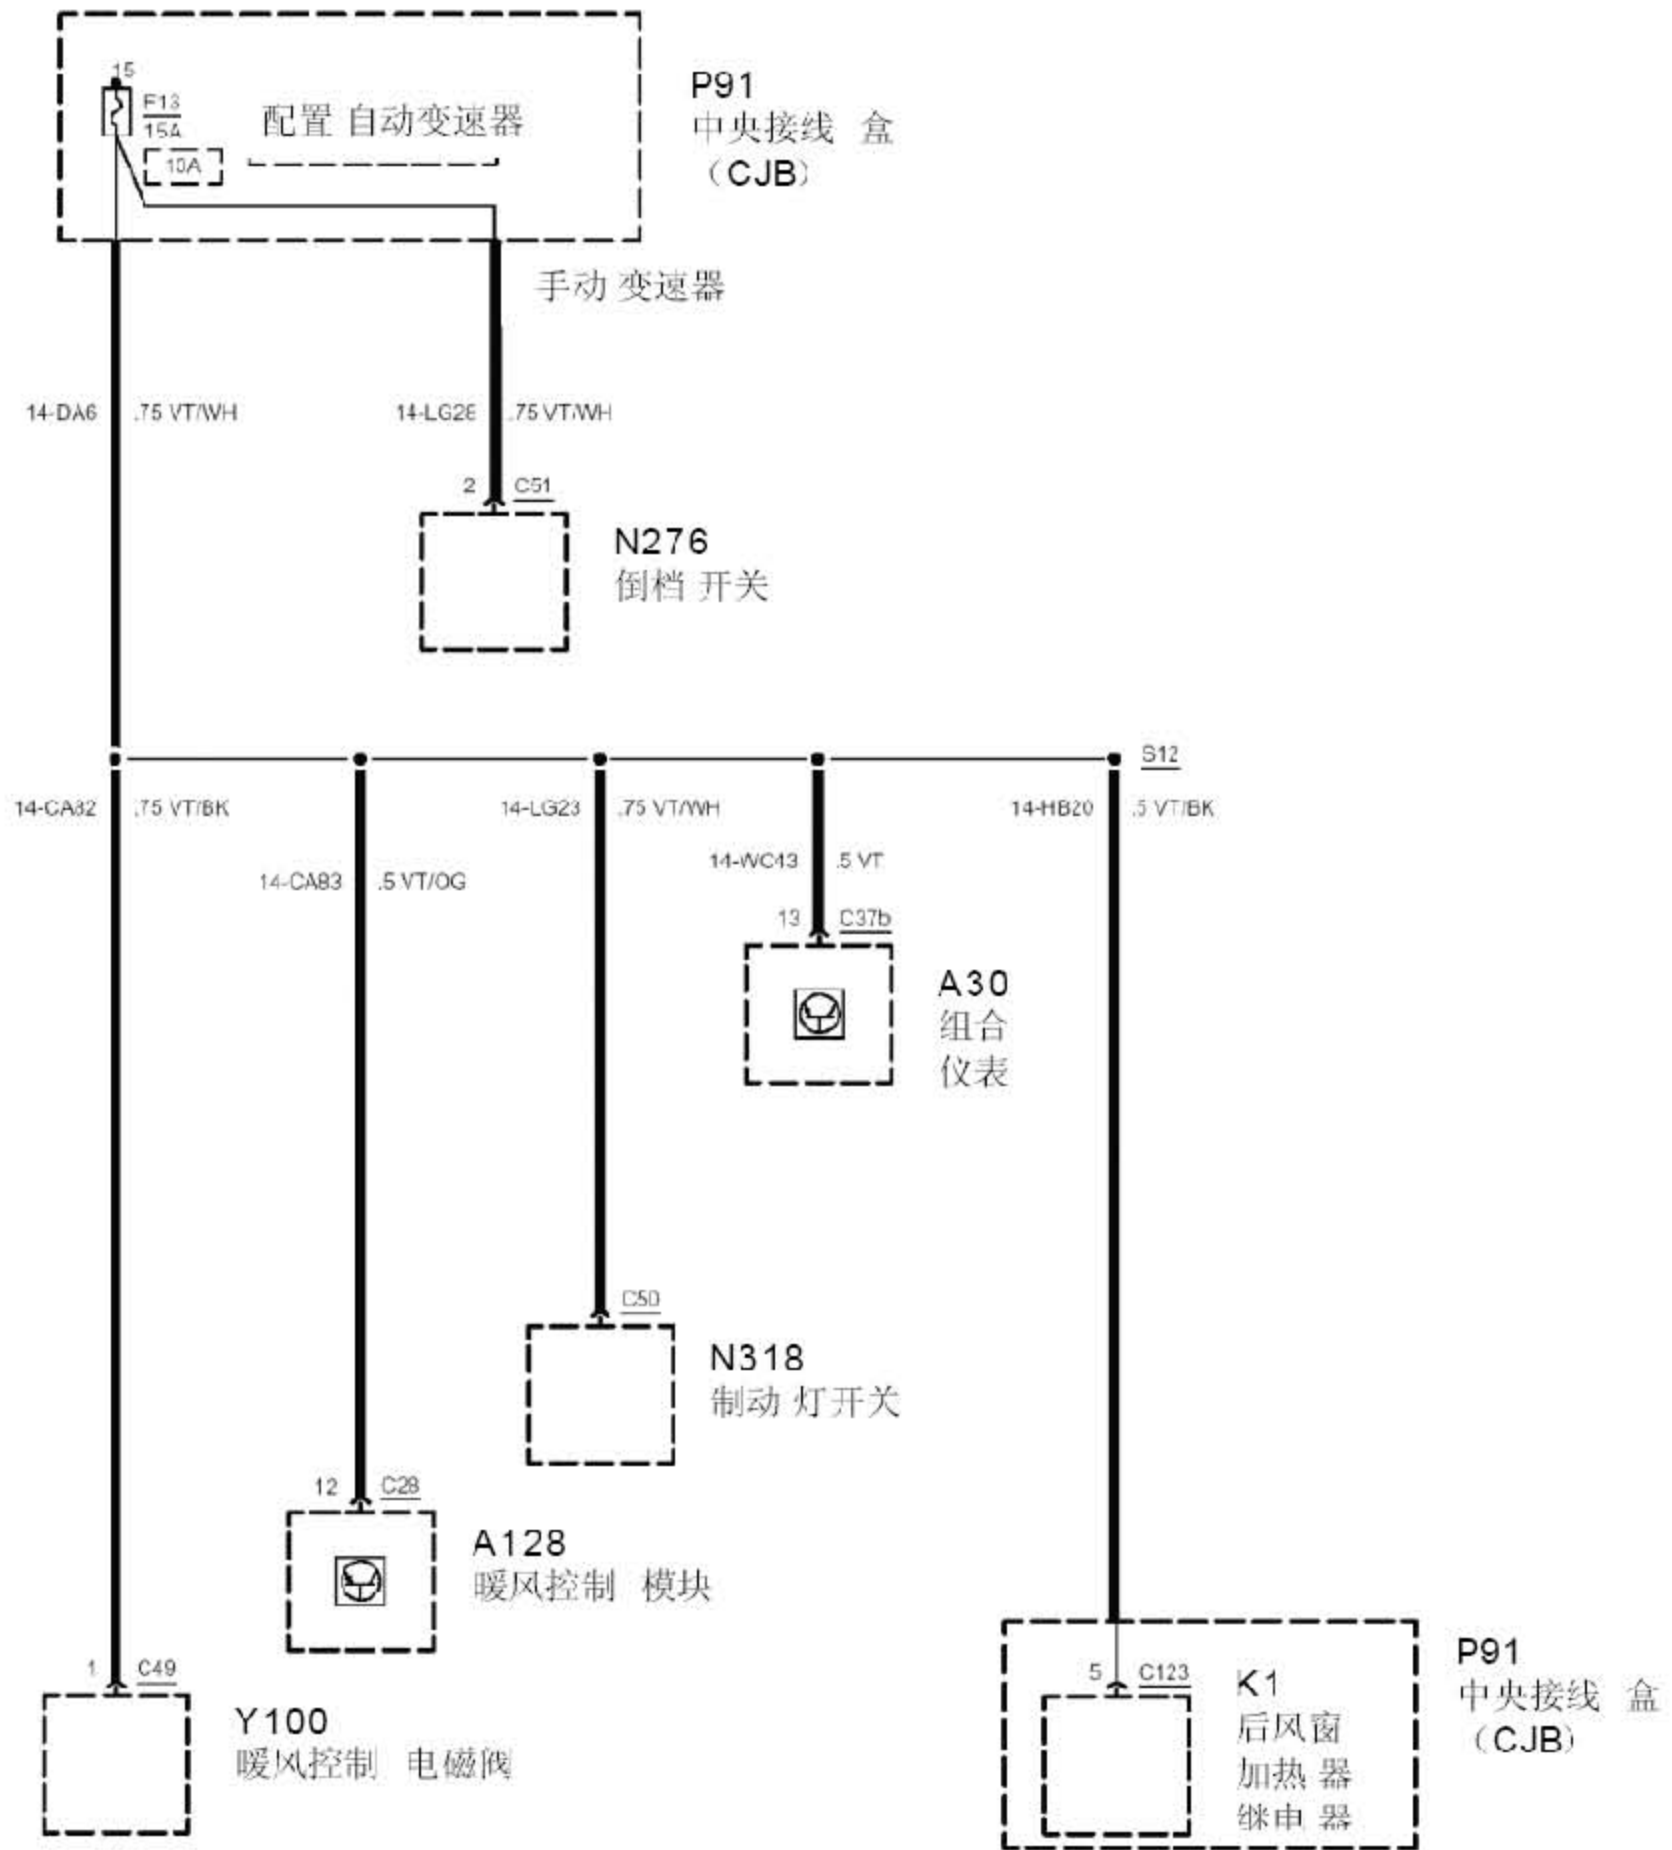 15
F13
15A
10A
配置 自动变速器
P91
中央接线 盒
（CJB）
手动 变速器
14-DA6 .75 VT/WH
14-LG28 .75 VT/WH
2 C51
N276
倒档 开关
S12
14-CA82 .75 VT/BK
14-LG23 .75 VT/WH
14-HB20 .5 VT/BK
14-WC43 .5 VT
14-CA83 .5 VT/OG
13 C37b
A30
组合
仪表
C50
N318
制动 灯开关
12 C28
A128
暖风控制 模块
1 C49
Y100
暖风控制 电磁阀
5 C123
K1
后风窗
加热 器
继电 器
P91
中央接线 盒
（CJB）